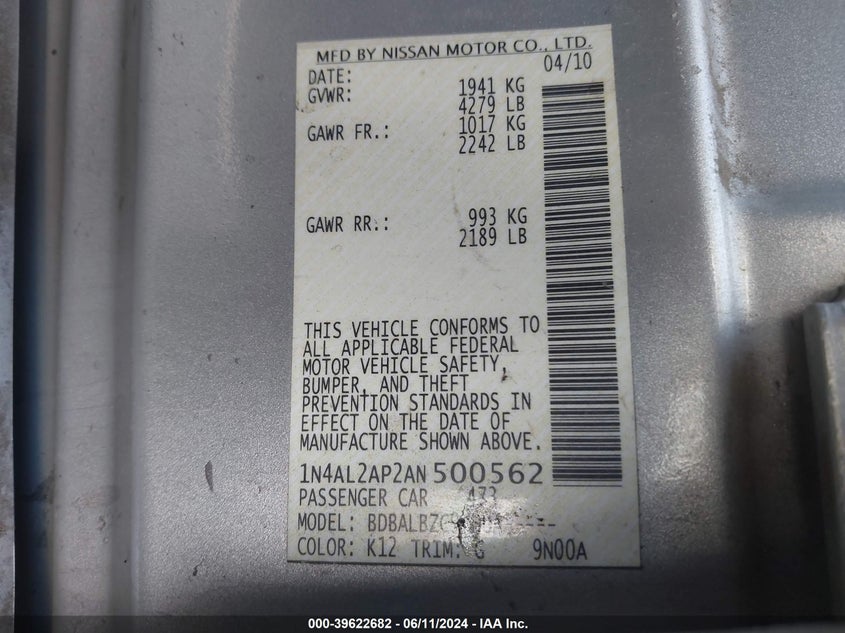 MFD BY NISSAN MOTOR CO., LTD.
DATE: 04/10
GVWR: 1941 KG
4279 LB
GAWR FR.: 1017 KG
2242 LB
GAWR RR.: 993 KG
2189 LB
THIS VEHICLE CONFORMS TO
ALL APPLICABLE FEDERAL
MOTOR VEHICLE SAFETY,
BUMPER, AND THEFT
PREVENTION STANDARDS IN
EFFECT ON THE DATE OF
MANUFACTURE SHOWN ABOVE.
1N4AL2AP2AN500562
PASSENGER CAR 473
MODEL:
COLOR: K12 TRIM: G 9N00A
000-39622682 - 06/11/2024 - IAA Inc.